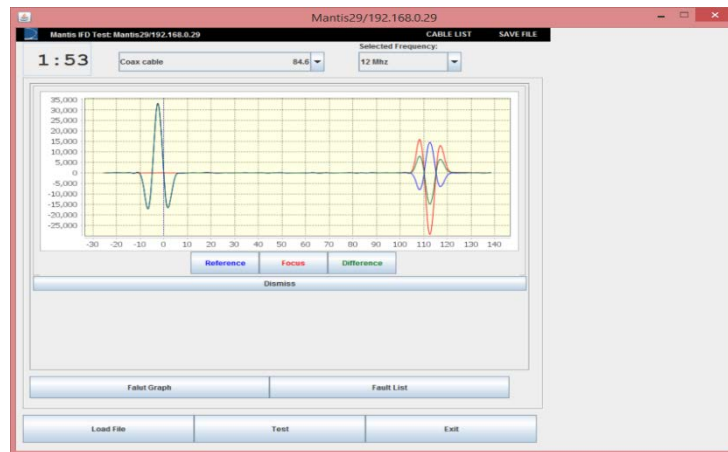 Mantis29/192.168.0.29
Mantis IFD Test: Mantis29/192.168.0.29 CABLE LIST SAVE FILE
1:53
Coax cable 84.6
Selected Frequency:
12 Mhz
35,000
30,000
25,000
20,000
15,000
10,000
5,000
0
-5,000
-10,000
-15,000
-20,000
-25,000
-30 -20 -10 0 10 20 30 40 50 60 70 80 90 100 110 120 130 140
Reference Focus Difference
Dismiss
Falut Graph Fault List
Load File Test Exit